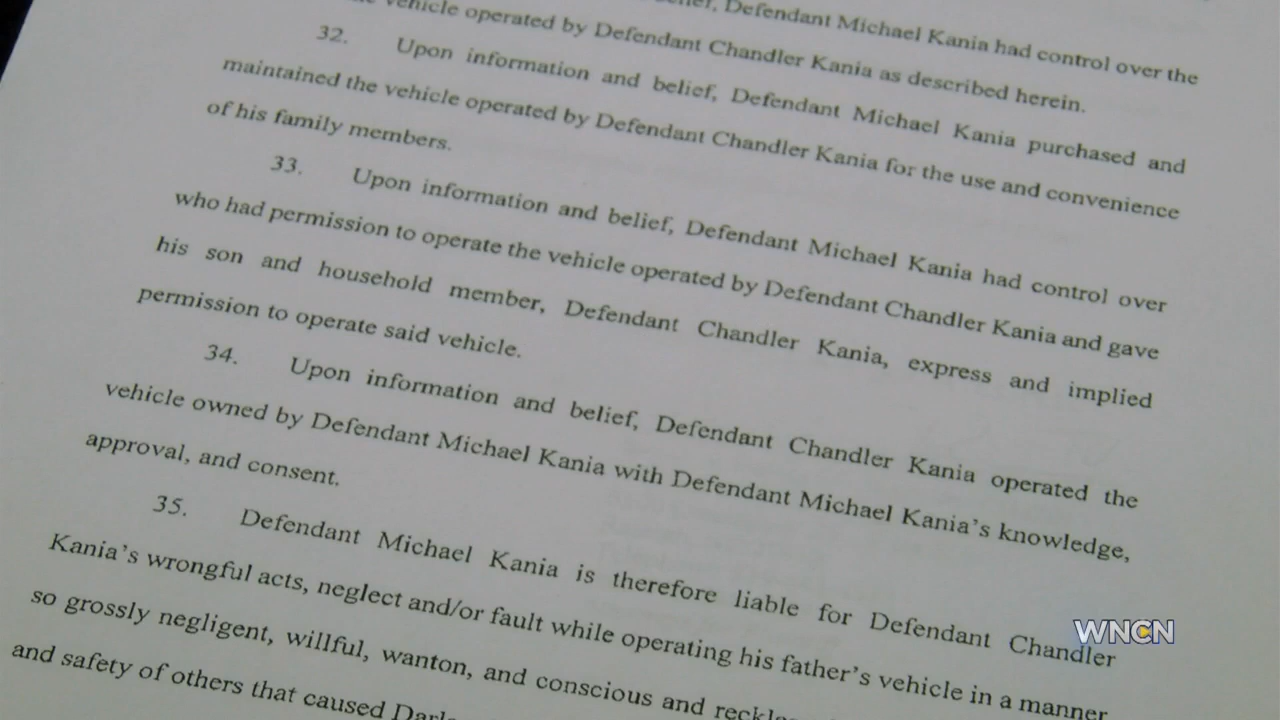 Defendant Michael Kania had control over the
vehicle operated by Defendant Chandler Kania as described herein.
32. Upon information and belief, Defendant Michael Kania purchased and
maintained the vehicle operated by Defendant Chandler Kania for the use and convenience
of his family members.
33. Upon information and belief, Defendant Michael Kania had control over
who had permission to operate the vehicle operated by Defendant Chandler Kania and gave
his son and household member, Defendant Chandler Kania, express and implied
permission to operate said vehicle.
34. Upon information and belief, Defendant Chandler Kania operated the
vehicle owned by Defendant Michael Kania with Defendant Michael Kania's knowledge,
approval, and consent.
35. Defendant Michael Kania is therefore liable for Defendant Chandler
Kania's wrongful acts, neglect and/or fault while operating his father's vehicle in a manner
so grossly negligent, willful, wanton, and conscious and
and safety of others that caused
WNCN